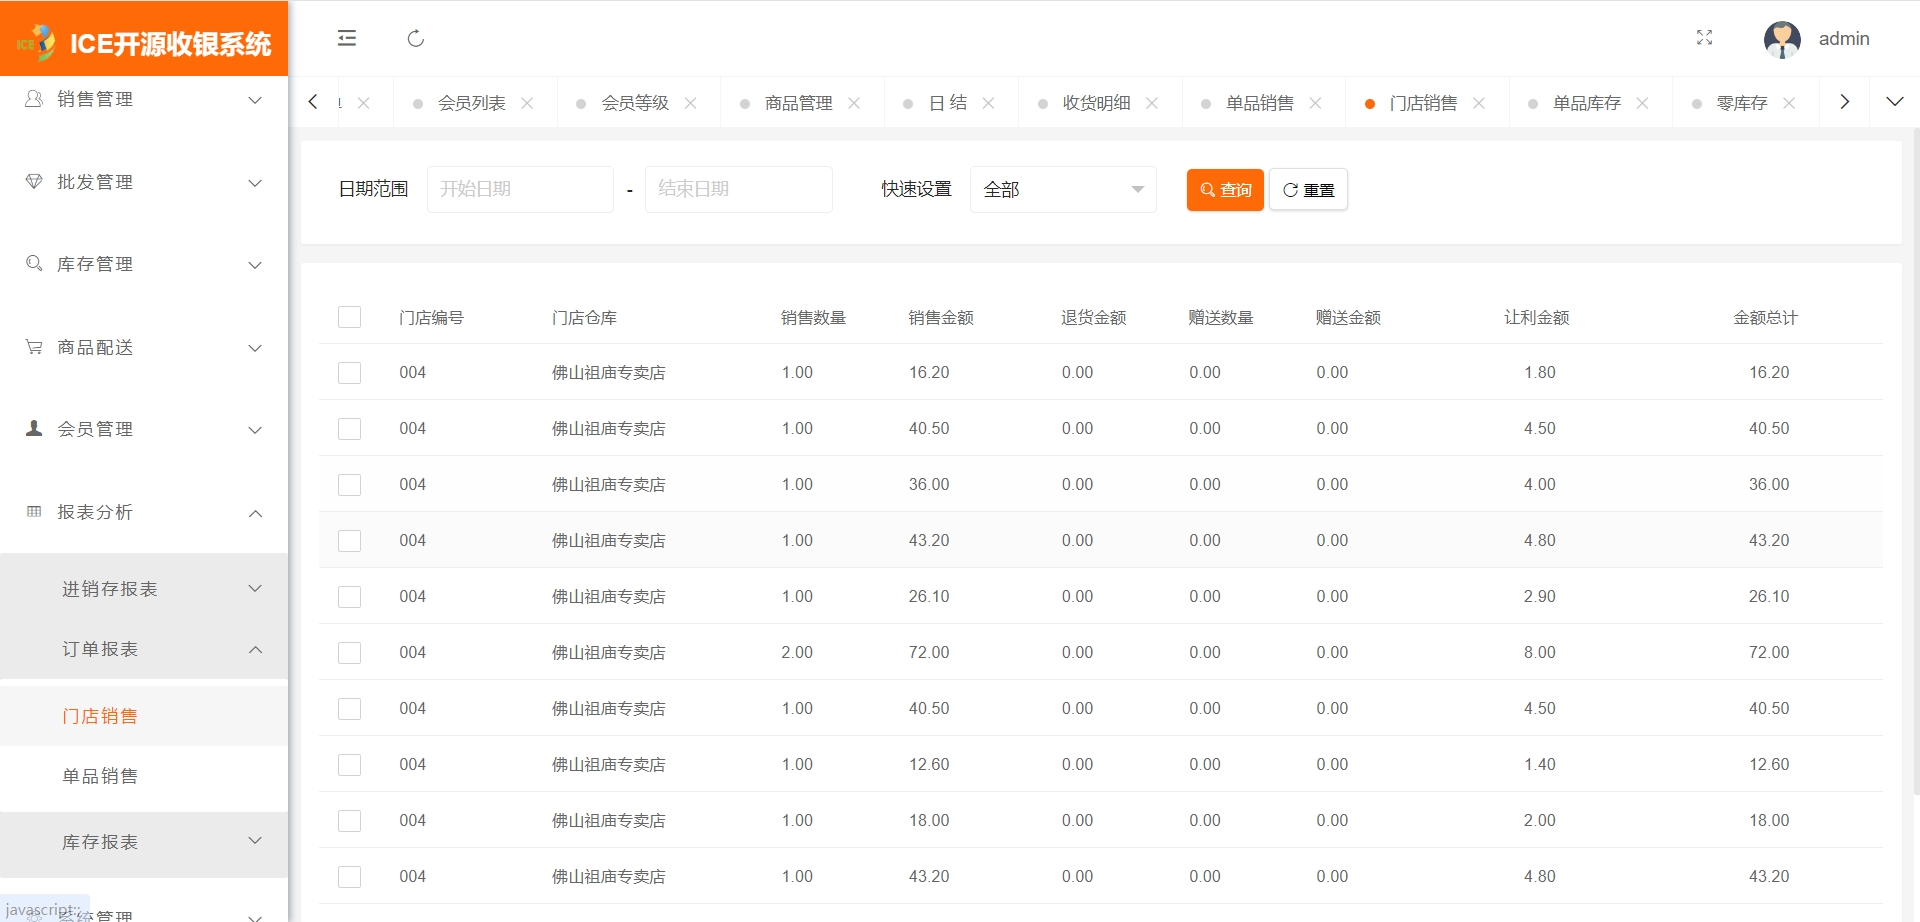 ICE开源收银系统
admin
会员列表 会员等级 商品管理 日 结 收货明细 单品销售 门店销售 单品库存 零库存
销售管理
批发管理
库存管理
商品配送
会员管理
报表分析
进销存报表
订单报表
门店销售
单品销售
库存报表
系统管理
javascript:;
日期范围 开始日期 - 结束日期 快速设置 全部 查询 重置
门店编号 门店仓库 销售数量 销售金额 退货金额 赠送数量 赠送金额 让利金额 金额总计
004 佛山祖庙专卖店 1.00 16.20 0.00 0.00 0.00 1.80 16.20
004 佛山祖庙专卖店 1.00 40.50 0.00 0.00 0.00 4.50 40.50
004 佛山祖庙专卖店 1.00 36.00 0.00 0.00 0.00 4.00 36.00
004 佛山祖庙专卖店 1.00 43.20 0.00 0.00 0.00 4.80 43.20
004 佛山祖庙专卖店 1.00 26.10 0.00 0.00 0.00 2.90 26.10
004 佛山祖庙专卖店 2.00 72.00 0.00 0.00 0.00 8.00 72.00
004 佛山祖庙专卖店 1.00 40.50 0.00 0.00 0.00 4.50 40.50
004 佛山祖庙专卖店 1.00 12.60 0.00 0.00 0.00 1.40 12.60
004 佛山祖庙专卖店 1.00 18.00 0.00 0.00 0.00 2.00 18.00
004 佛山祖庙专卖店 1.00 43.20 0.00 0.00 0.00 4.80 43.20